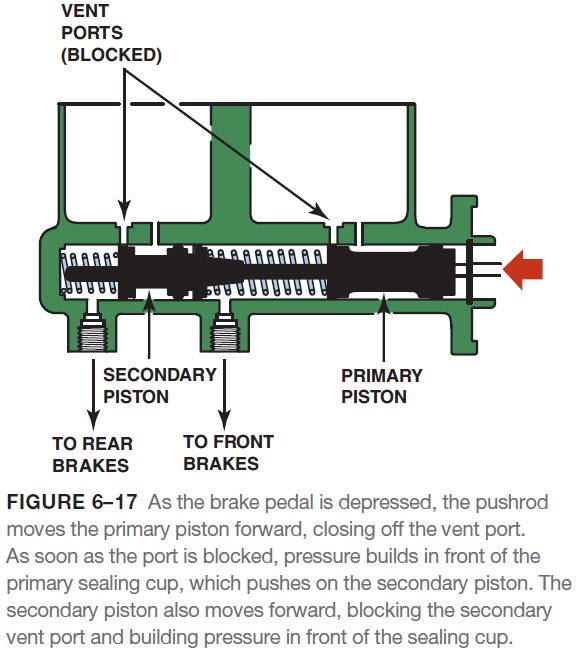 VENT
PORTS
(BLOCKED)
SECONDARY
PISTON
PRIMARY
PISTON
TO REAR
BRAKES
TO FRONT
BRAKES
FIGURE 6–17 As the brake pedal is depressed, the pushrod
moves the primary piston forward, closing off the vent port.
As soon as the port is blocked, pressure builds in front of the
primary sealing cup, which pushes on the secondary piston. The
secondary piston also moves forward, blocking the secondary
vent port and building pressure in front of the sealing cup.